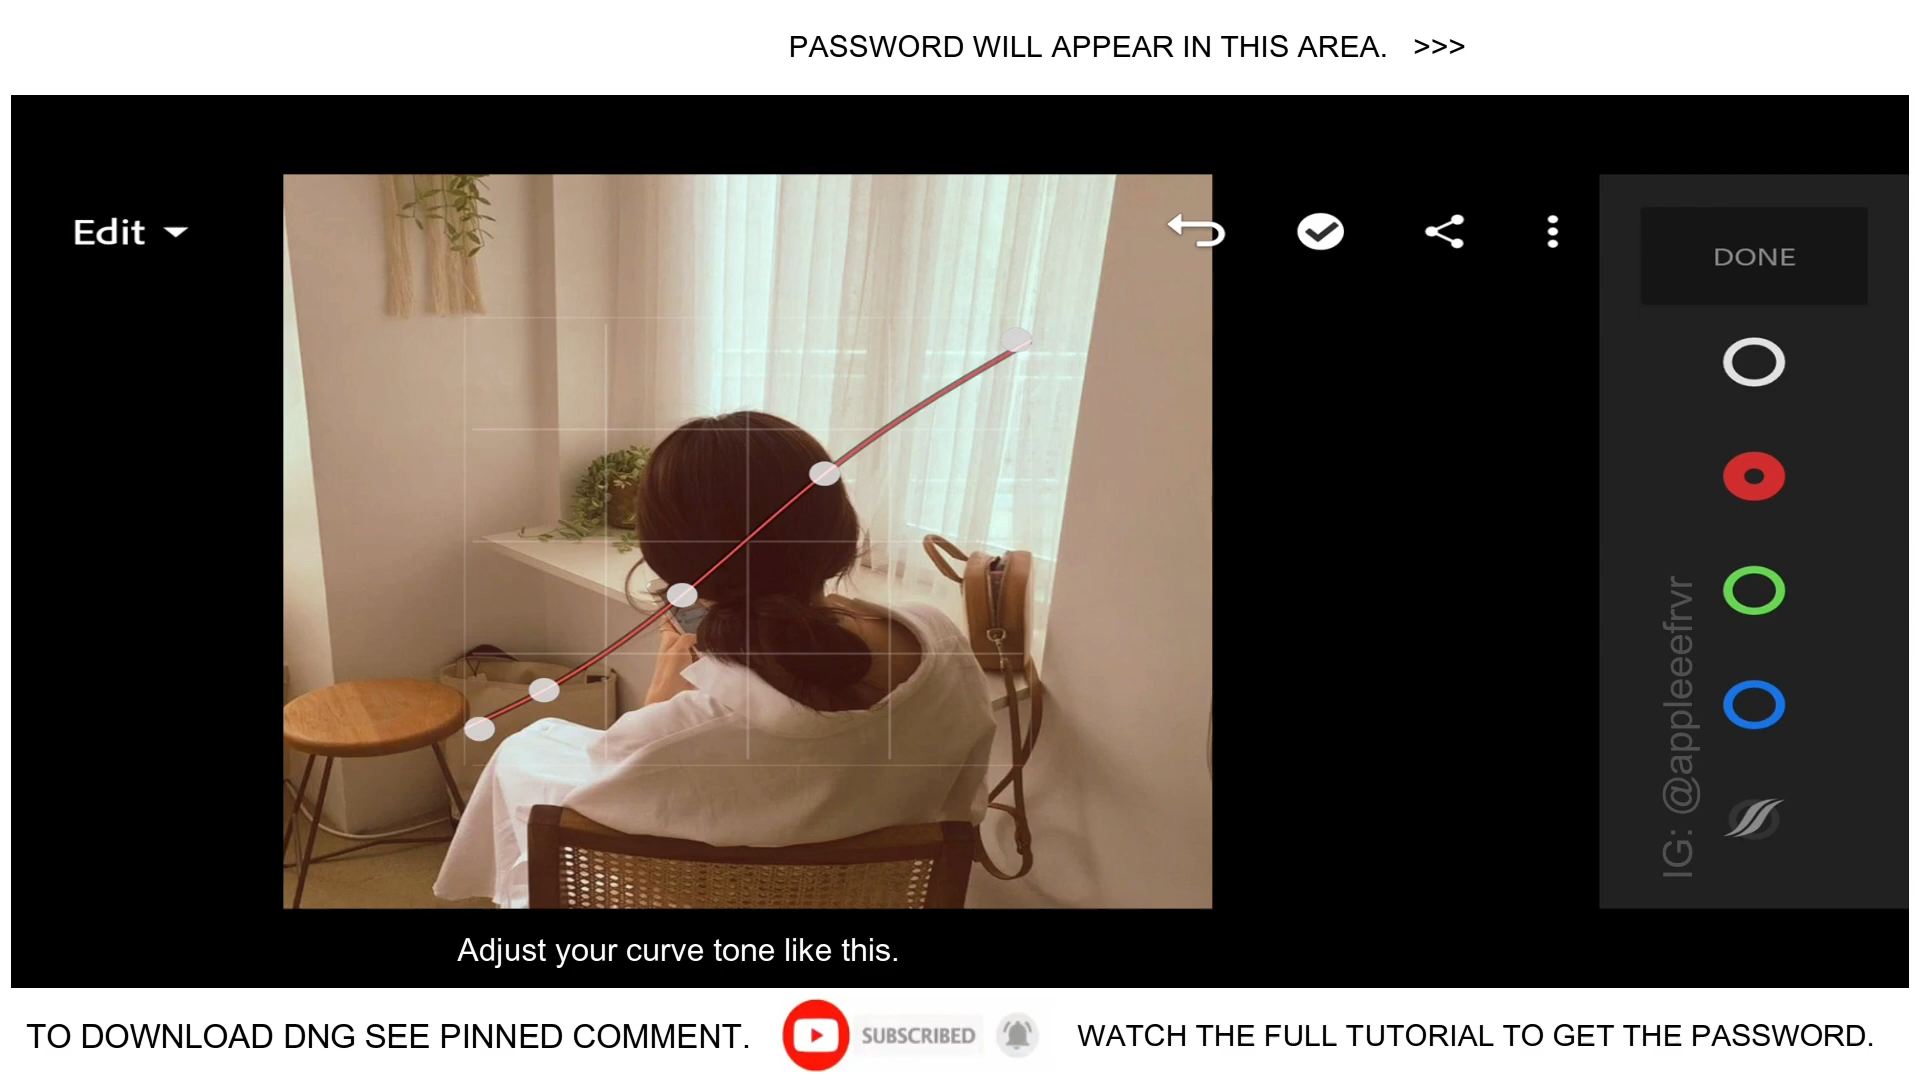 PASSWORD WILL APPEAR IN THIS AREA. >>>
Edit
DONE
IG: @appleeefrvr
Adjust your curve tone like this.
TO DOWNLOAD DNG SEE PINNED COMMENT.
SUBSCRIBED
WATCH THE FULL TUTORIAL TO GET THE PASSWORD.